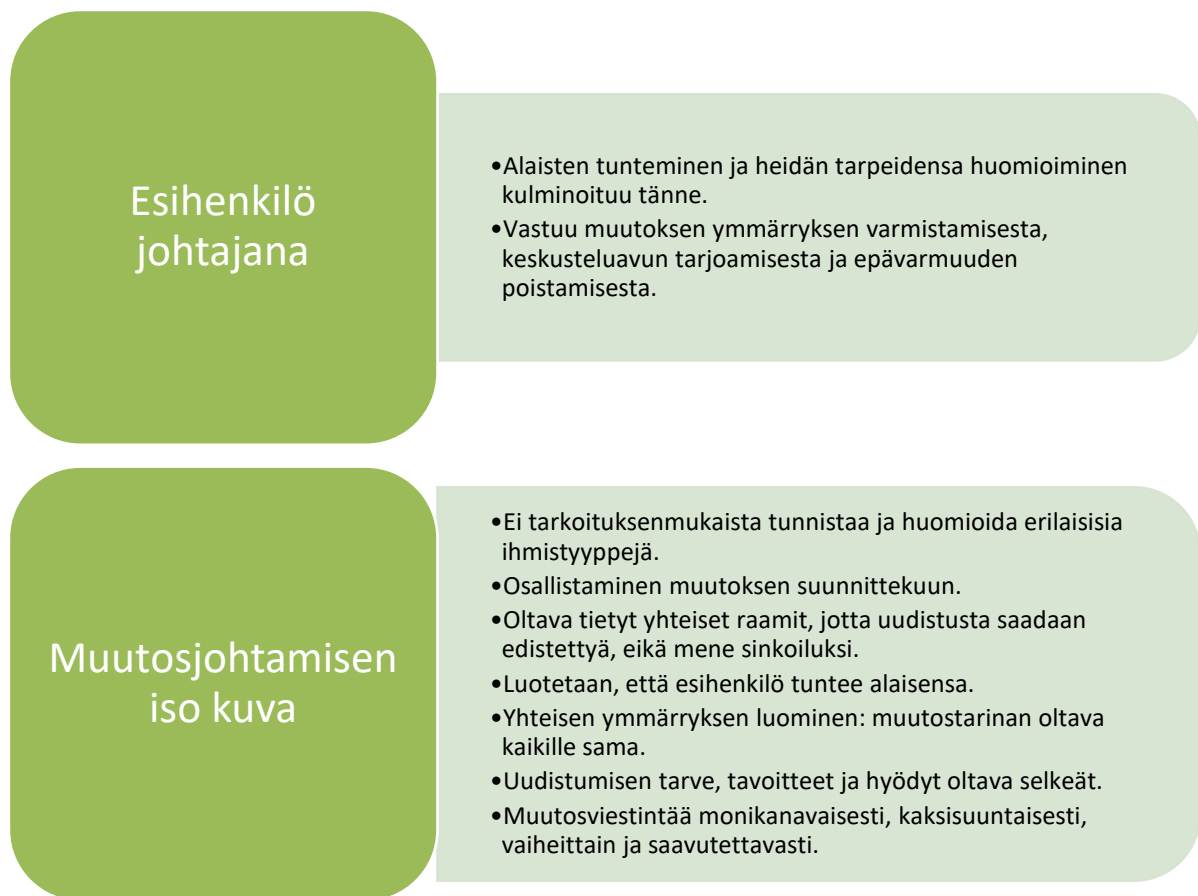 Esihenkilö
johtajana
•Alaisten tunteminen ja heidän tarpeidensa huomioiminen
kulminoituu tänne.
•Vastuu muutoksen ymmärryksen varmistamisesta,
keskusteluavun tarjoamisesta ja epävarmuuden
poistamisesta.
Muutosjohtamisen
iso kuva
•Ei tarkoituksenmukaista tunnistaa ja huomioida erilaisisia
ihmistyyppejä.
•Osallistaminen muutoksen suunnittekuun.
•Oltava tietyt yhteiset raamit, jotta uudistusta saadaan
edistettyä, eikä mene sinkoiluksi.
•Luotetaan, että esihenkilö tuntee alaisensa.
•Yhteisen ymmärryksen luominen: muutostarinan oltava
kaikille sama.
•Uudistumisen tarve, tavoitteet ja hyödyt oltava selkeät.
•Muutosviestintää monikanavaisesti, kaksisuuntaisesti,
vaiheittain ja saavutettavasti.